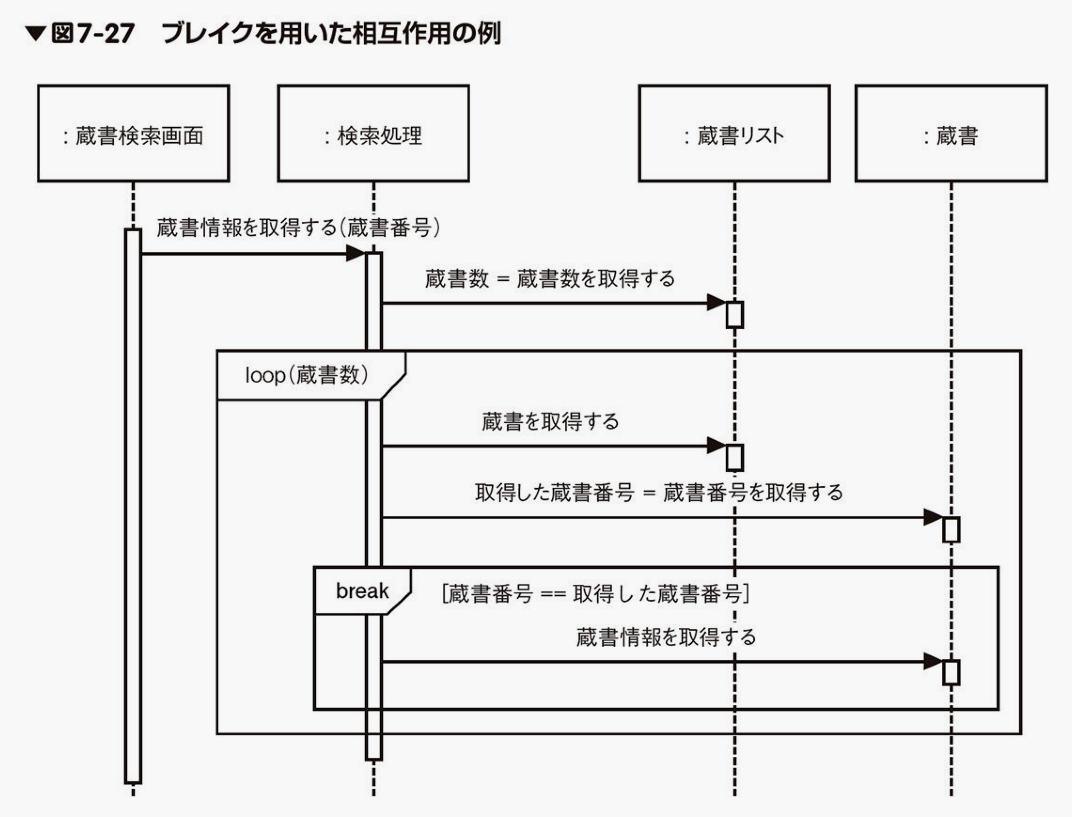 ▼図7-27 ブレイクを用いた相互作用の例
：蔵書検索画面
：検索処理
：蔵書リスト
：蔵書
蔵書情報を取得する（蔵書番号）
蔵書数 = 蔵書数を取得する
loop（蔵書数）
蔵書を取得する
取得した蔵書番号 = 蔵書番号を取得する
break
［蔵書番号 == 取得した蔵書番号］
蔵書情報を取得する